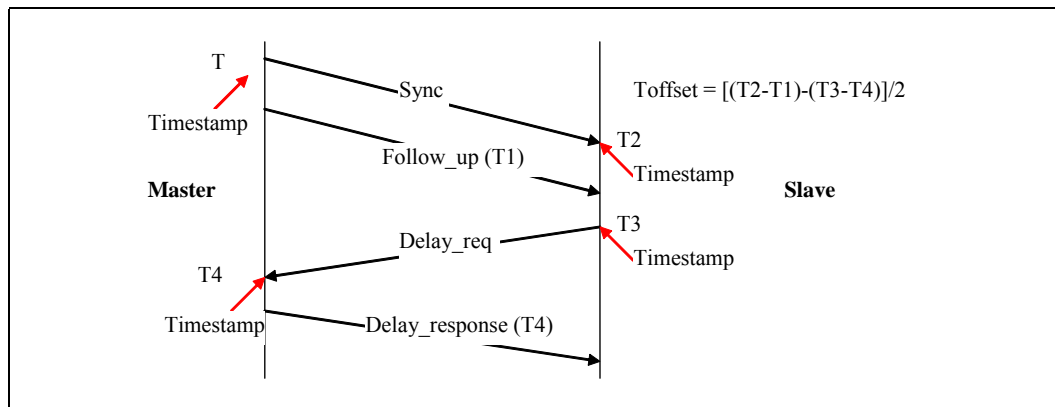 T
Sync
Toffset = [(T2-T1)-(T3-T4)]/2
Timestamp
T2
Follow_up (T1)
Timestamp
Master
Slave
T3
Delay_req
Timestamp
T4
Timestamp
Delay_response (T4)